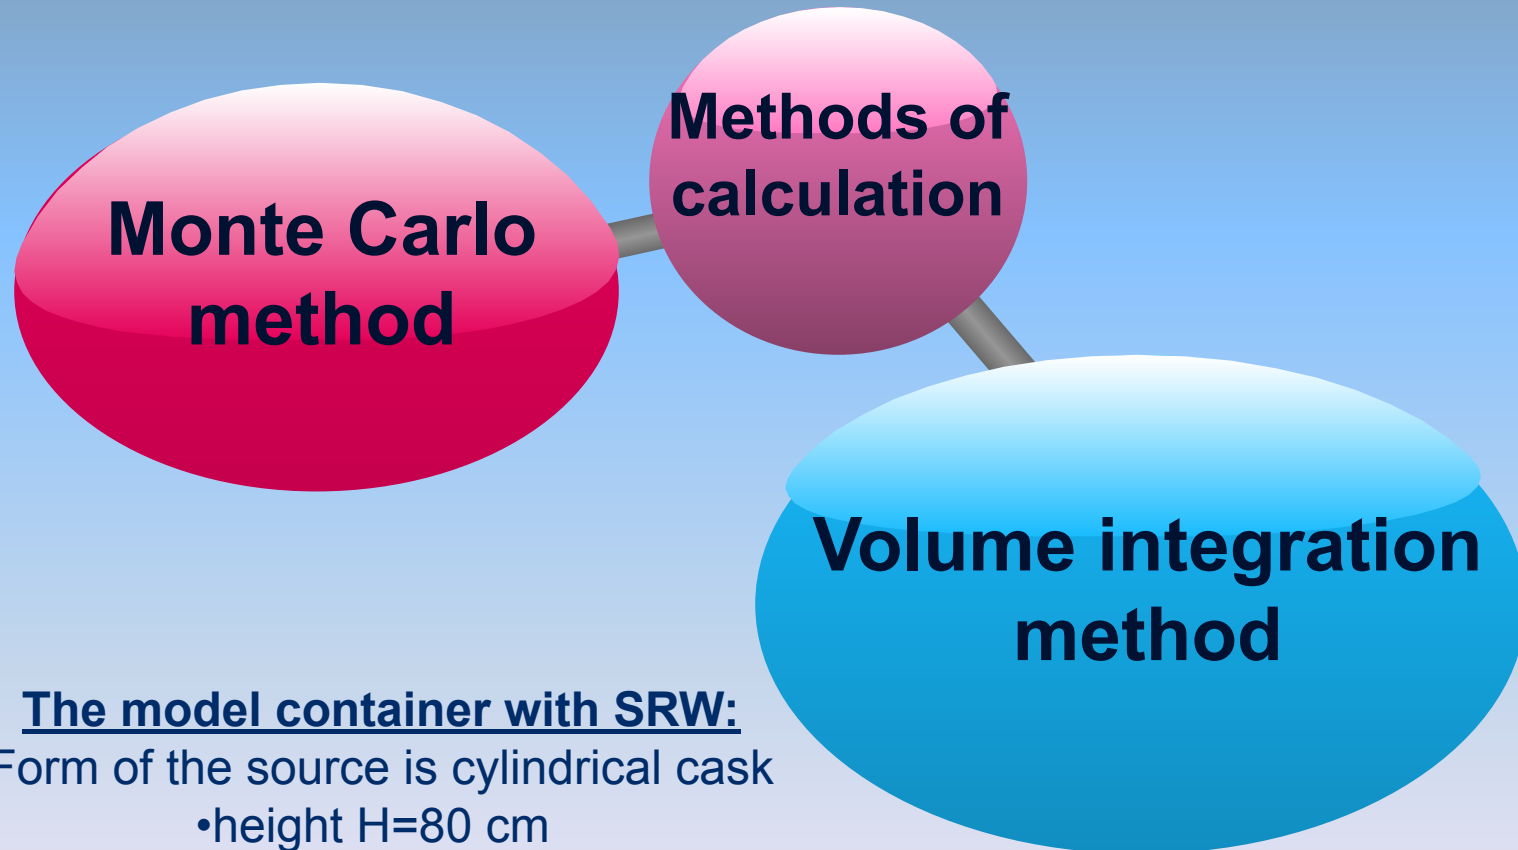 Methods of
calculation
Monte Carlo
method
Volume integration
method
The model container with SRW:
Form of the source is cylindrical cask
•height H=80 cm